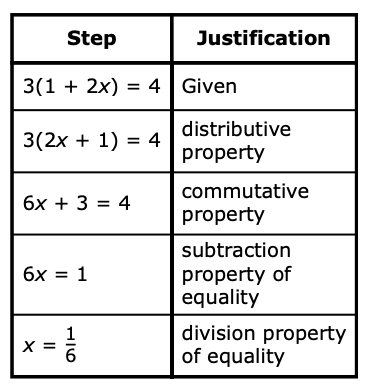 Step Justification
3(1 + 2x) = 4 Given
3(2x + 1) = 4 distributive
property
6x + 3 = 4 commutative
property
6x = 1 subtraction
property of
equality
x = 1/6 division property
of equality